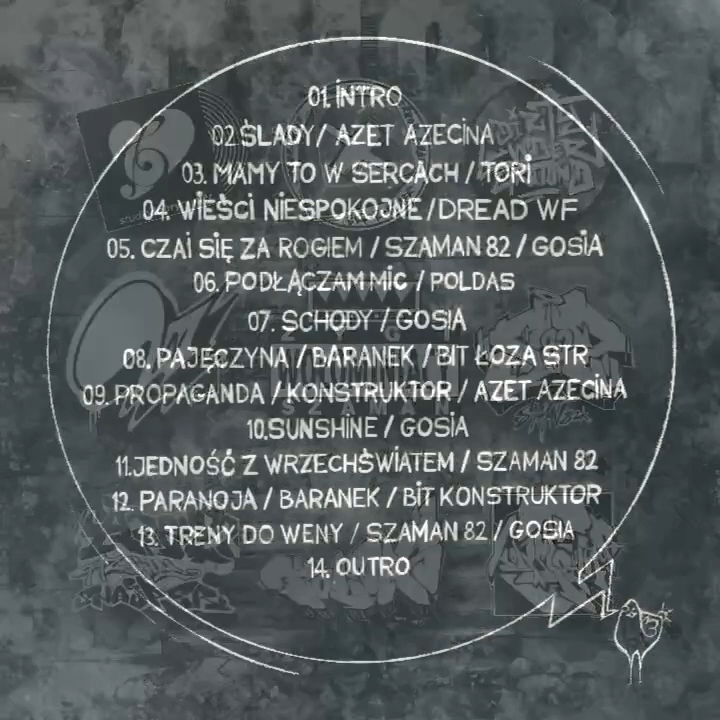 01. INTRO
02. ŚLADY / AZET AZECINA
03. MAMY TO W SERCACH / TORI
04. WIEŚCI NIESPOKOJNE / DREAD WF
05. CZAI SIĘ ZA ROGIEM / SZAMAN 82 / GOSIA
06. PODŁĄCZAM MIC / POLDAS
07. SCHODY / GOSIA
08. PAJĘCZYNA / BARANEK / BIT ŁOZA STR
09. PROPAGANDA / KONSTRUKTOR / AZET AZECINA
SZAMAN
10. SUNSHINE / GOSIA
11. JEDNOŚĆ Z WRZECHŚWIATEM / SZAMAN 82
12. PARANOJA / BARANEK / BIT KONSTRUKTOR
13. TRENY DO WENY / SZAMAN 82 / GOSIA
14. OUTRO